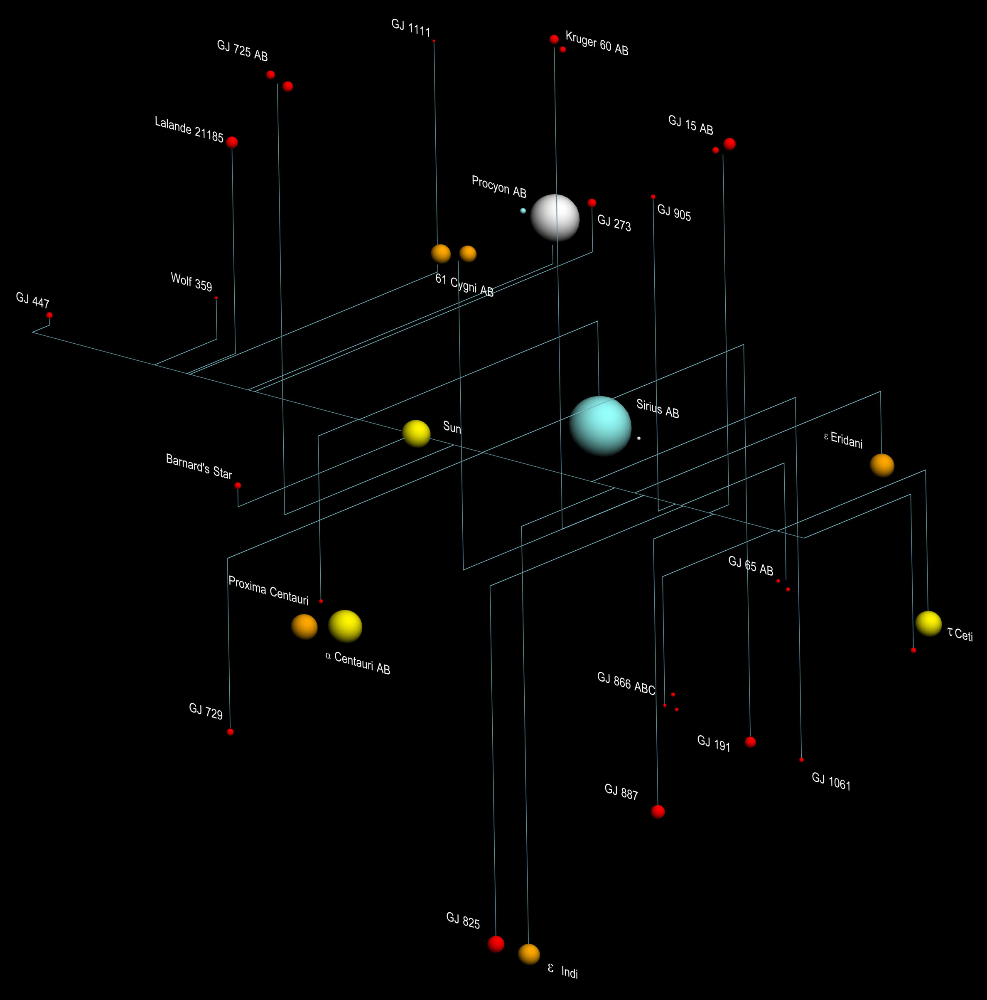 GJ 1111
Kruger 60 AB
GJ 725 AB
Lalande 21185
GJ 15 AB
Procyon AB
GJ 905
GJ 273
Wolf 359
61 Cygni AB
GJ 447
Sirius AB
Sun
ε Eridani
Barnard's Star
GJ 65 AB
Proxima Centauri
τ Ceti
α Centauri AB
GJ 866 ABC
GJ 729
GJ 191
GJ 1061
GJ 887
GJ 825
ε Indi